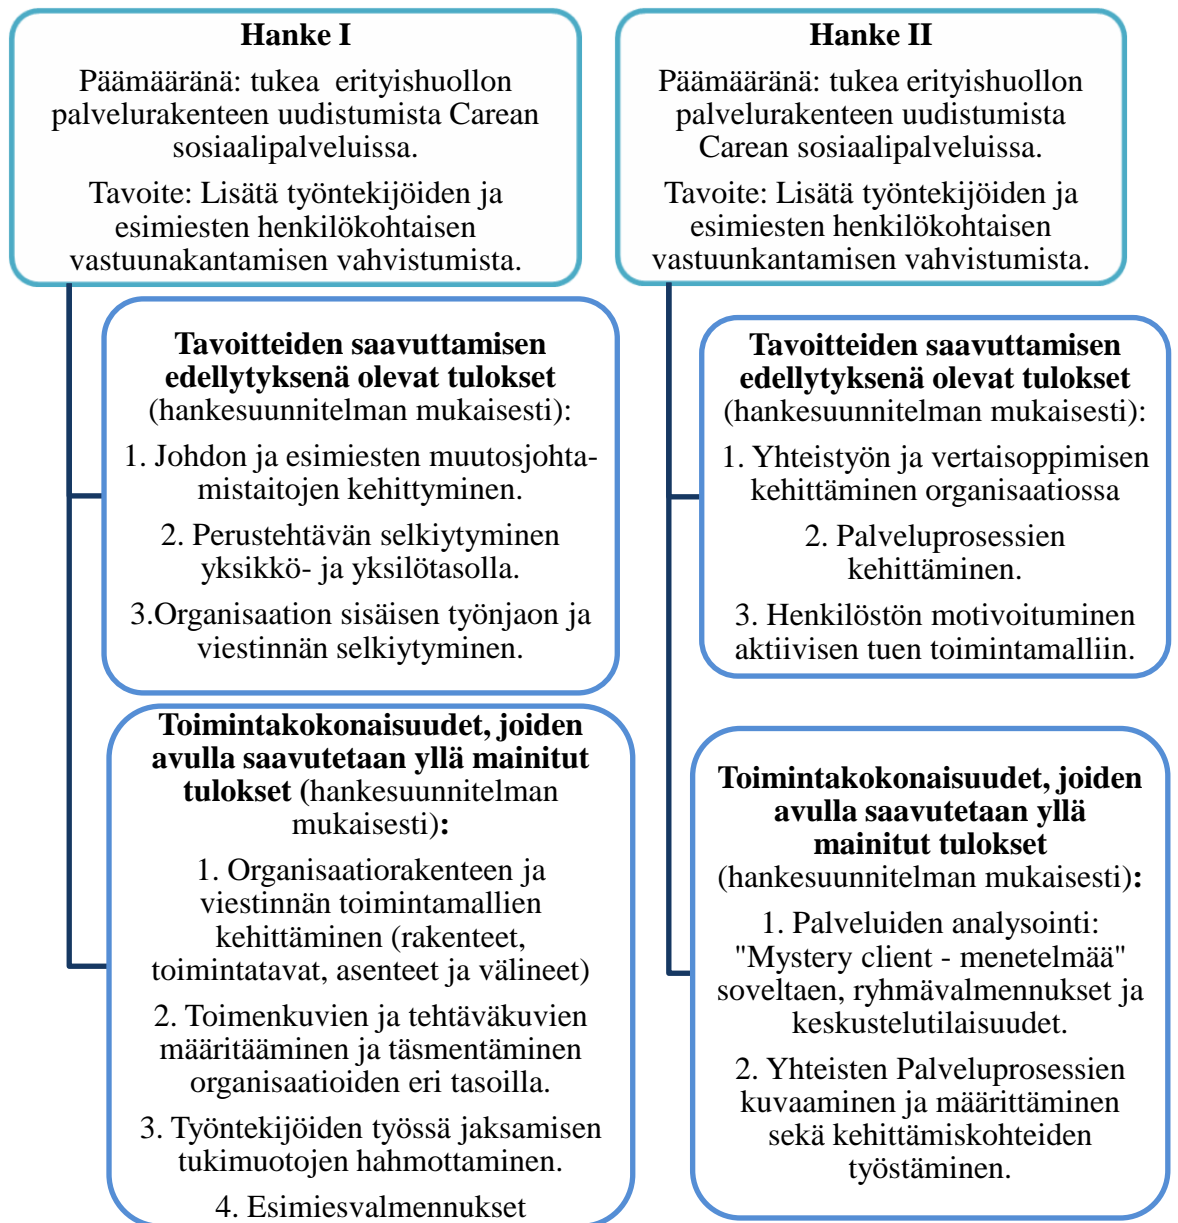 Hanke I
Päämääränä: tukea erityishuollon
palvelurakenteen uudistumista Carean
sosiaalipalveluissa.
Tavoite: Lisätä työntekijöiden ja
esimiesten henkilökohtaisen
vastuunakantamisen vahvistumista.
Tavoitteiden saavuttamisen
edellytyksenä olevat tulokset
(hankesuunnitelman mukaisesti):
1. Johdon ja esimiesten muutosjohta-
mistaitojen kehittyminen.
2. Perustehtävän selkiytyminen
yksikkö- ja yksilötasolla.
3.Organisaation sisäisen työnjaon ja
viestinnän selkiytyminen.
Toimintakokonaisuudet, joiden
avulla saavutetaan yllä mainitut
tulokset (hankesuunnitelman
mukaisesti):
1. Organisaatiorakenteen ja
viestinnän toimintamallien
kehittäminen (rakenteet,
toimintatavat, asenteet ja välineet)
2. Toimenkuvien ja tehtäväkuvien
määritääminen ja täsmentäminen
organisaatioiden eri tasoilla.
3. Työntekijöiden työssä jaksamisen
tukimuotojen hahmottaminen.
4. Esimiesvalmennukset
Hanke II
Päämääränä: tukea erityishuollon
palvelurakenteen uudistumista
Carean sosiaalipalveluissa.
Tavoite: Lisätä työntekijöiden ja
esimiesten henkilökohtaisen
vastuunkantamisen vahvistumista.
Tavoitteiden saavuttamisen
edellytyksenä olevat tulokset
(hankesuunnitelman mukaisesti):
1. Yhteistyön ja vertaisoppimisen
kehittäminen organisaatiossa
2. Palveluprosessien
kehittäminen.
3. Henkilöstön motivoituminen
aktiivisen tuen toimintamalliin.
Toimintakokonaisuudet, joiden
avulla saavutetaan yllä
mainitut tulokset
(hankesuunnitelman mukaisesti):
1. Palveluiden analysointi:
"Mystery client - menetelmää"
soveltaen, ryhmävalmennukset ja
keskustelutilaisuudet.
2. Yhteisten Palveluprosessien
kuvaaminen ja määrittäminen
sekä kehittämiskohteiden
työstäminen.